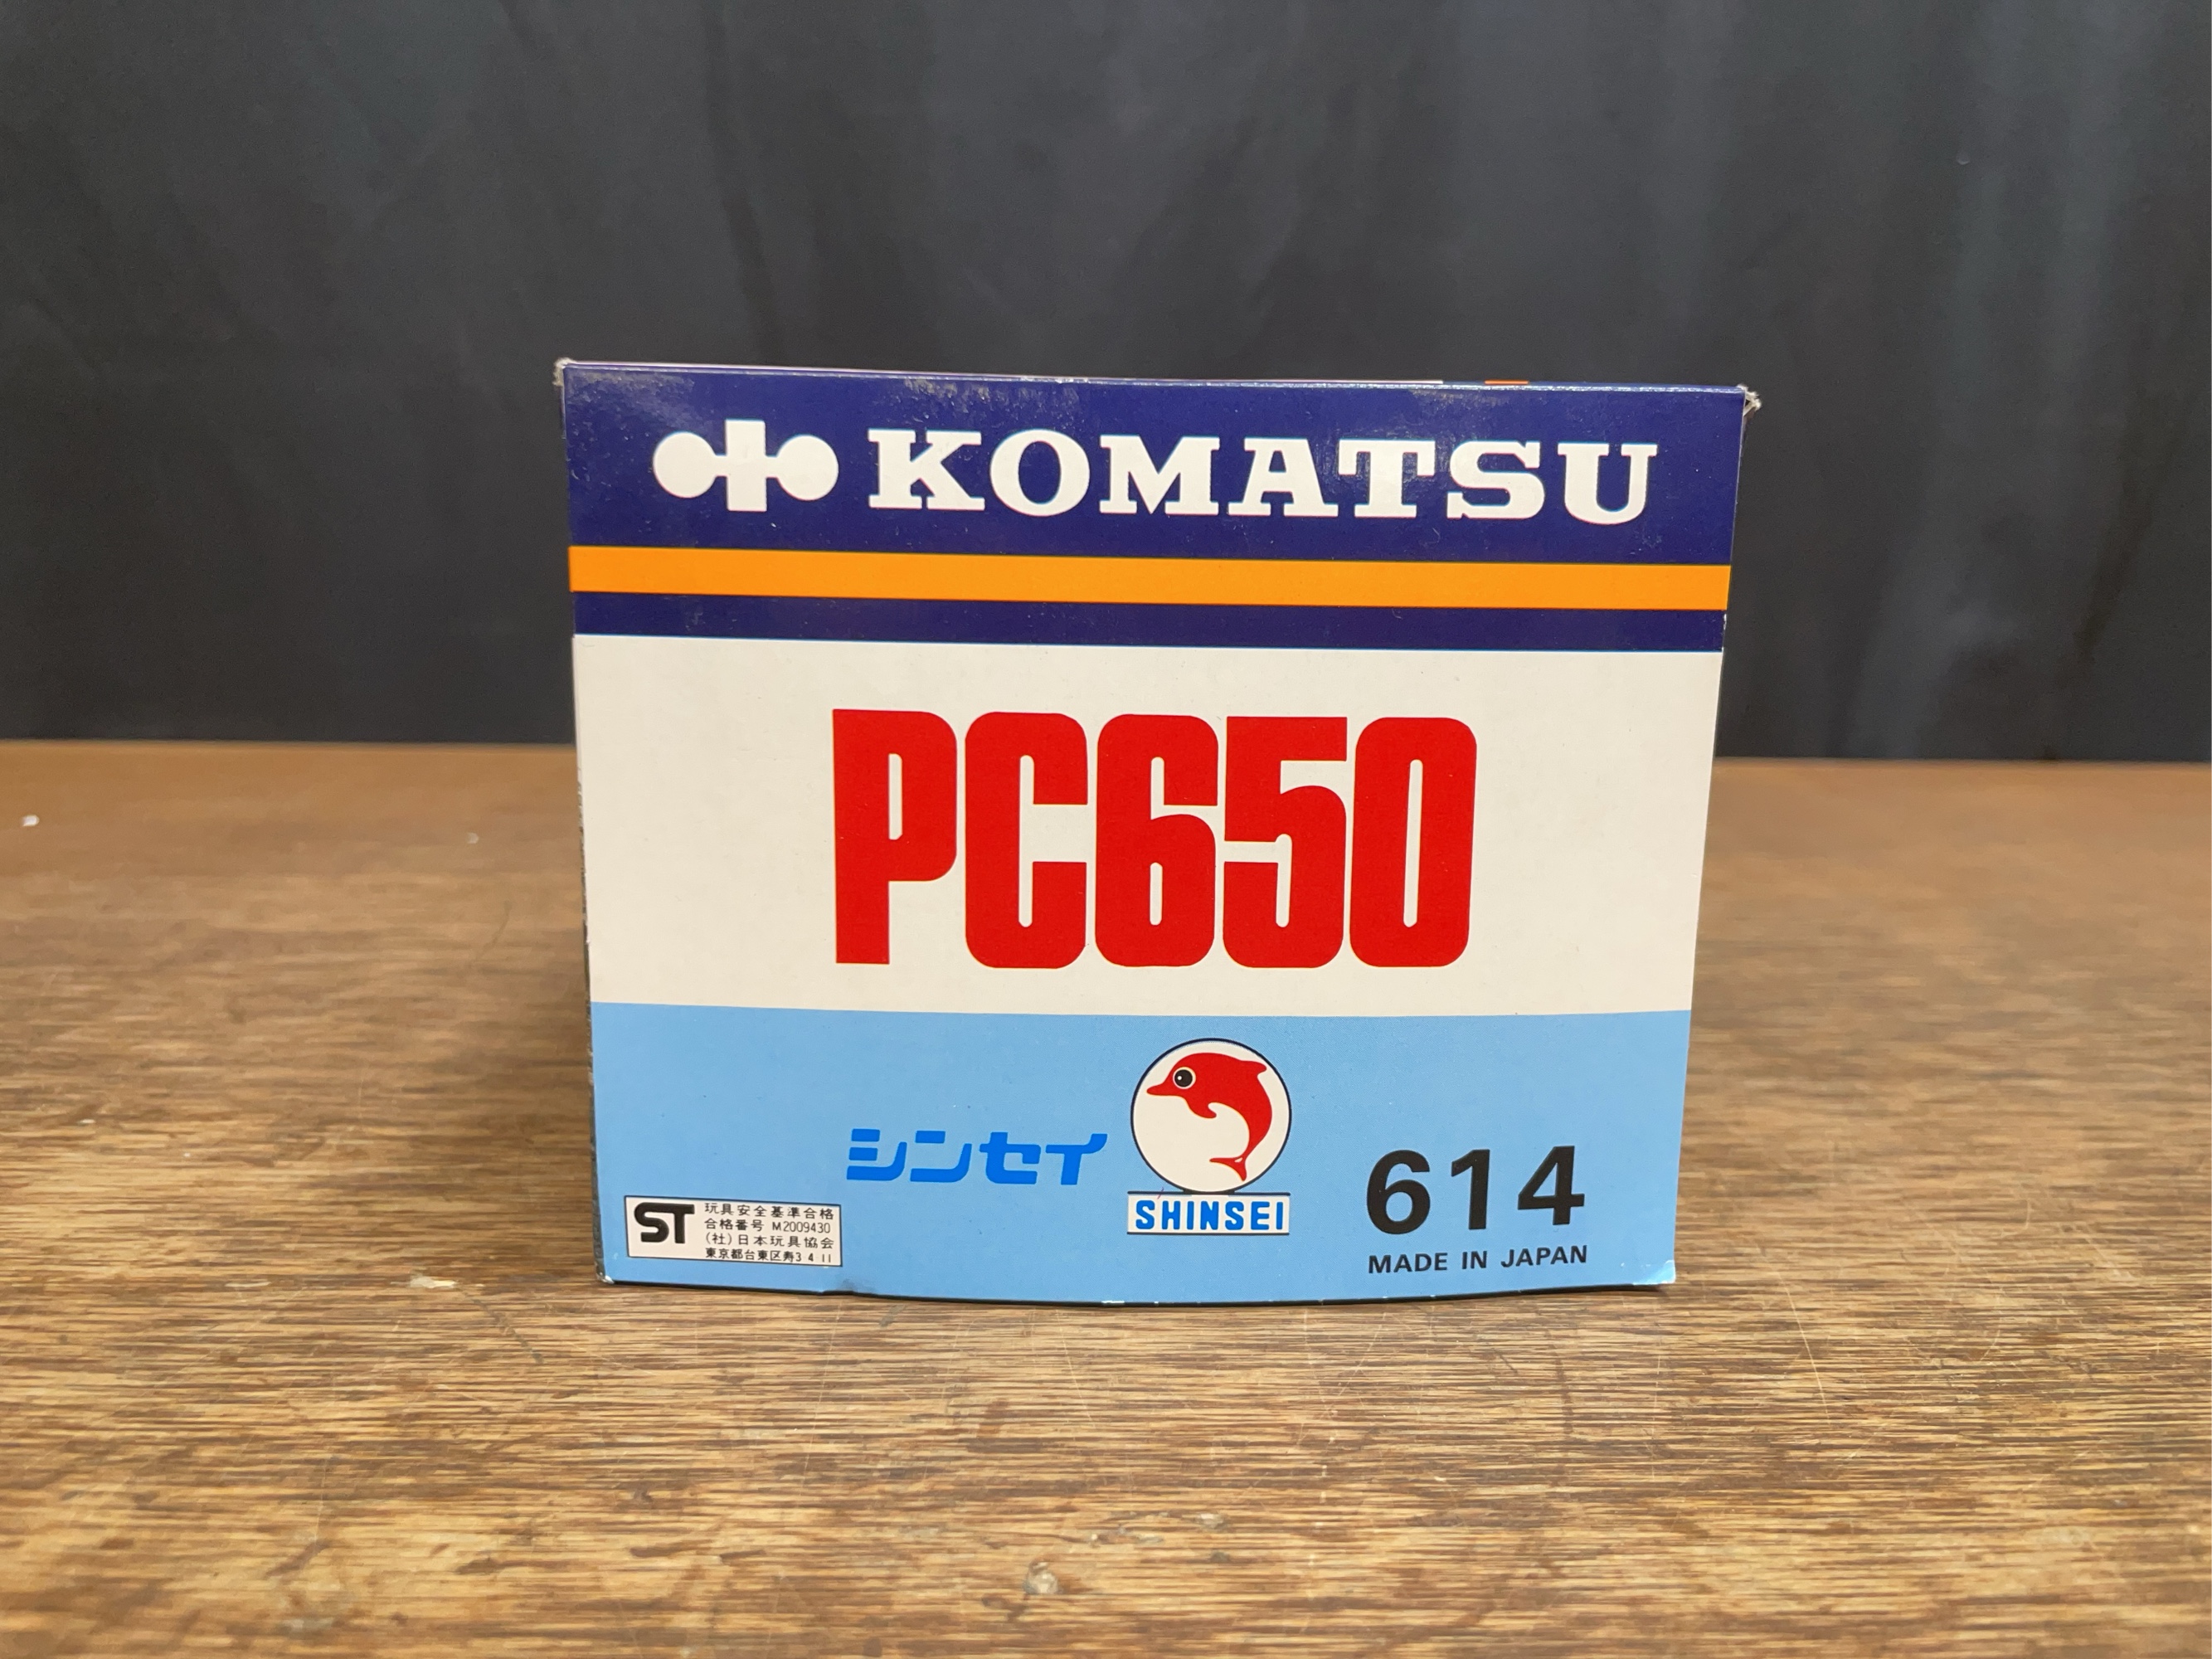 KOMATSU
PC650
シンセイ
SHINSEI
614
MADE IN JAPAN
ST
玩具安全基準合格
合格番号 M2009430
(社)日本玩具協会
東京都台東区寿3 4 11